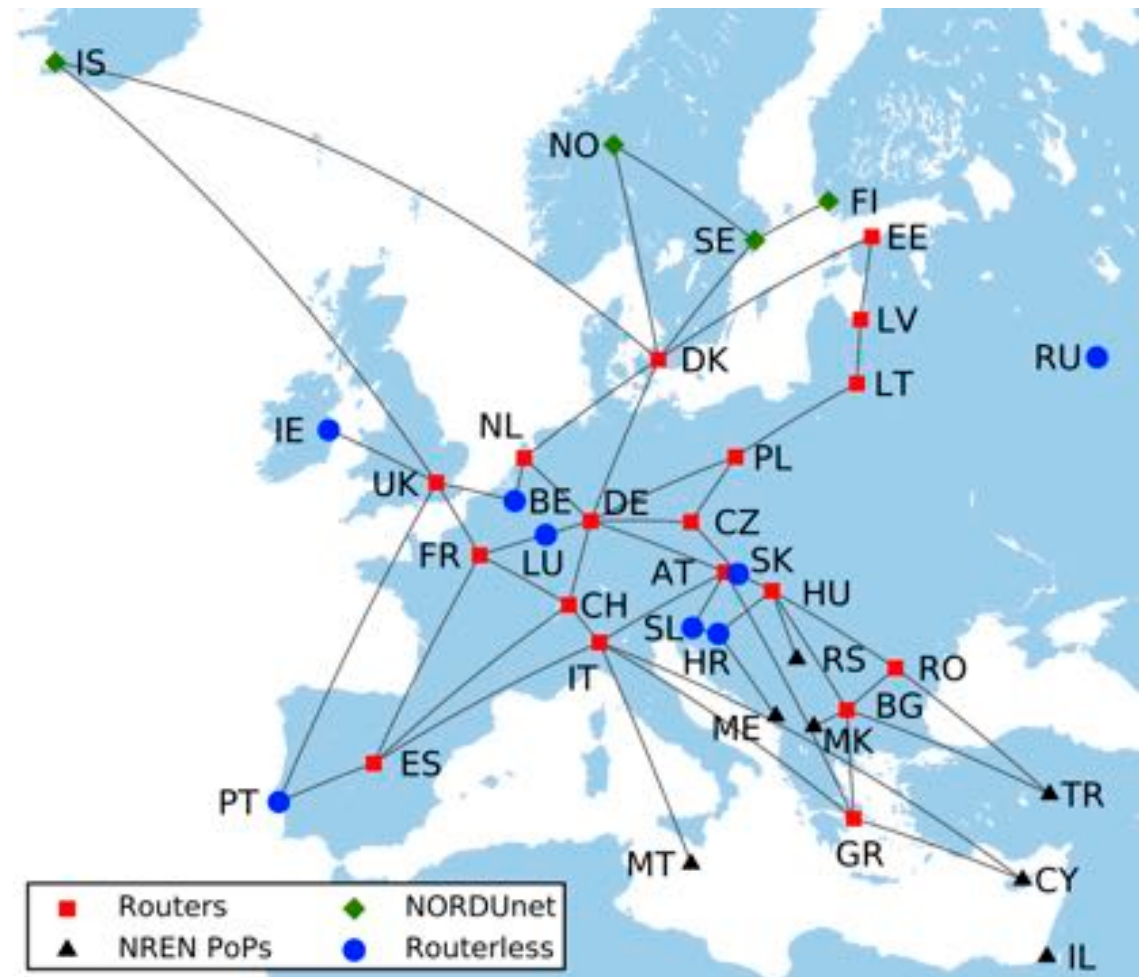 IS
NO
FI
SE
EE
LV
RU
DK
LT
IE
NL
PL
UK
BE
DE
CZ
FR
LU
AT
SK
CH
HU
SL
HR
IT
RS
RO
ME
MK
BG
ES
PT
TR
MT
GR
CY
IL
Routers
NORDUnet
NREN PoPs
Routerless